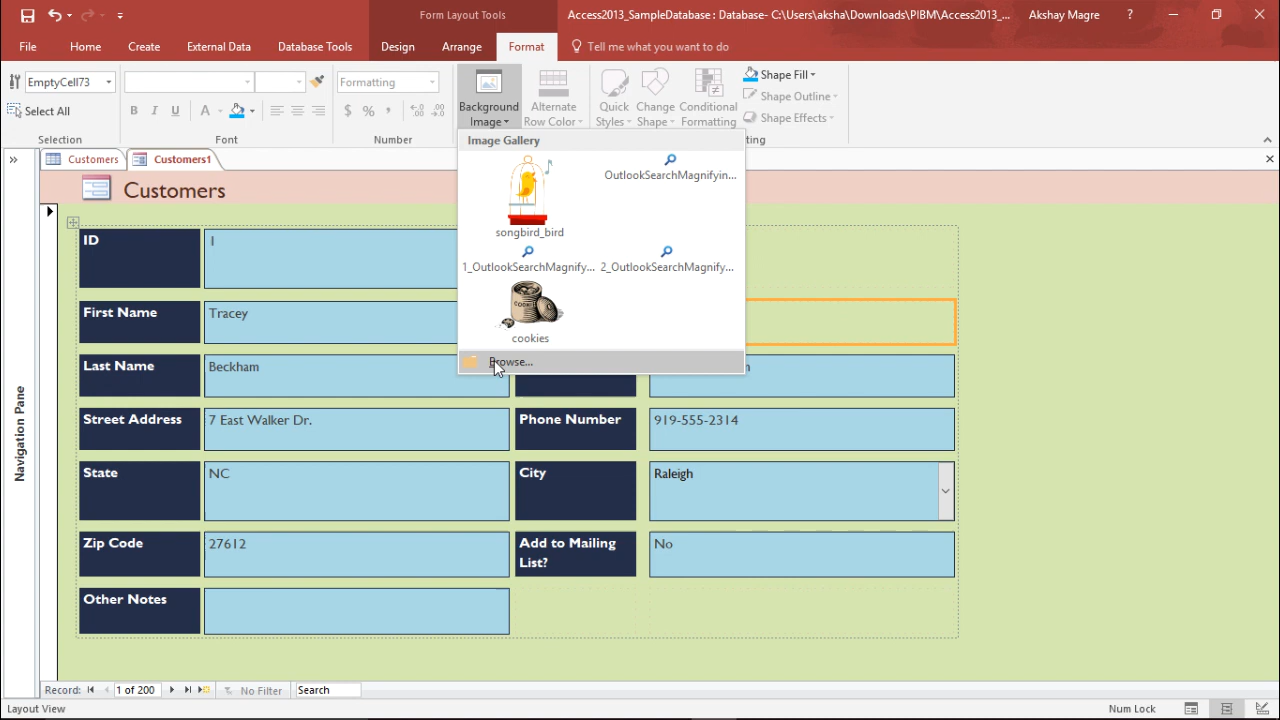 Form Layout Tools
Access2013_SampleDatabase : Database- C:\Users\aksha\Downloads\PIBM\Access2013_...
Akshay Magre
?
File
Home
Create
External Data
Database Tools
Design
Arrange
Format
Tell me what you want to do
EmptyCell73
Select All
Selection
B I U A
Font
Formatting
$ % ,
Number
Background Image
Alternate Row Color
Quick Styles
Change Shape
Conditional Formatting
Shape Fill
Shape Outline
Shape Effects
ting
Image Gallery
songbird_bird
OutlookSearchMagnifyin...
1_OutlookSearchMagnify...
2_OutlookSearchMagnify...
cookies
Browse...
Customers
Customers1
Customers
Navigation Pane
ID
1
First Name
Tracey
Last Name
Beckham
Street Address
7 East Walker Dr.
Phone Number
919-555-2314
State
NC
City
Raleigh
Zip Code
27612
Add to Mailing
List?
No
Other Notes
Record:
1 of 200
No Filter
Search
Layout View
Num Lock